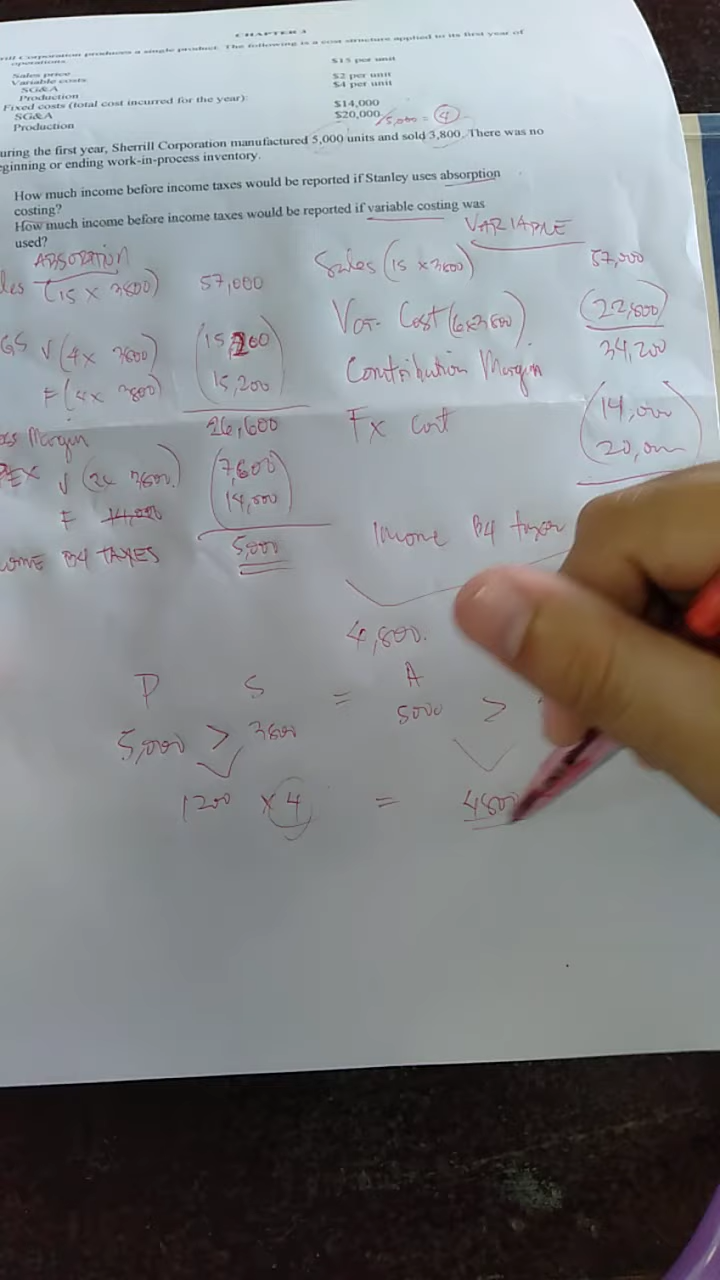 CHAPTER 3
rill Corporation produces a single product. The following is a cost structure applied to its first year of
operations.
Sales price $15 per unit
Variable costs:
SG&A $2 per unit
Production $4 per unit
Fixed costs (total cost incurred for the year):
SG&A $14,000
Production $20,000 /5,000 = 4
uring the first year, Sherrill Corporation manufactured 5,000 units and sold 3,800. There was no
eginning or ending work-in-process inventory.
How much income before income taxes would be reported if Stanley uses absorption
costing?
How much income before income taxes would be reported if variable costing was
used?
ABSORPTION
les (15 x 3800) 57,000
GS V (4x 3800) (15,200
F (4x 3800) 15,200)
ss Margin 26,600
PEX V (2x 3800) (7,600
F 14,000 14,000)
COME B4 TAXES 5,000
VARIABLE
Sales (15 x 3800) 57,000
Var. Cost (6x3800) (22,800)
Contribution Margin 34,200
Fx Cost (14,000
20,000)
Income B4 taxes
4,800.
P S = A
5,000 > 3800 5000 >
1200 x 4 = 4800